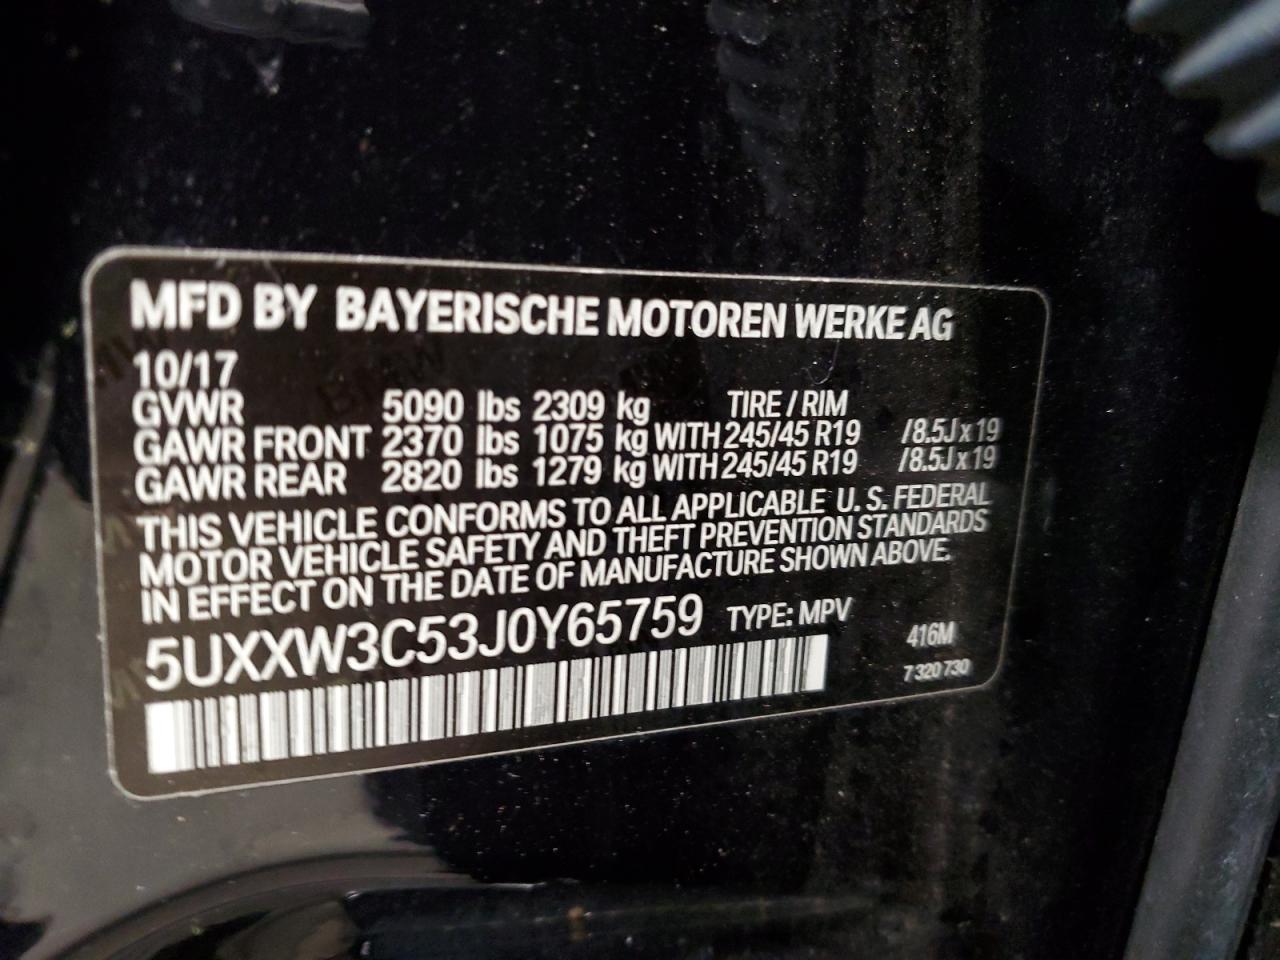 MFD BY BAYERISCHE MOTOREN WERKE AG
10/17
GVWR 5090 lbs 2309 kg TIRE / RIM
GAWR FRONT 2370 lbs 1075 kg WITH 245/45 R19 /8.5J x 19
GAWR REAR 2820 lbs 1279 kg WITH 245/45 R19 /8.5J x 19
THIS VEHICLE CONFORMS TO ALL APPLICABLE U.S. FEDERAL
MOTOR VEHICLE SAFETY AND THEFT PREVENTION STANDARDS
IN EFFECT ON THE DATE OF MANUFACTURE SHOWN ABOVE.
5UXXW3C53J0Y65759 TYPE: MPV
416M
7 320 730